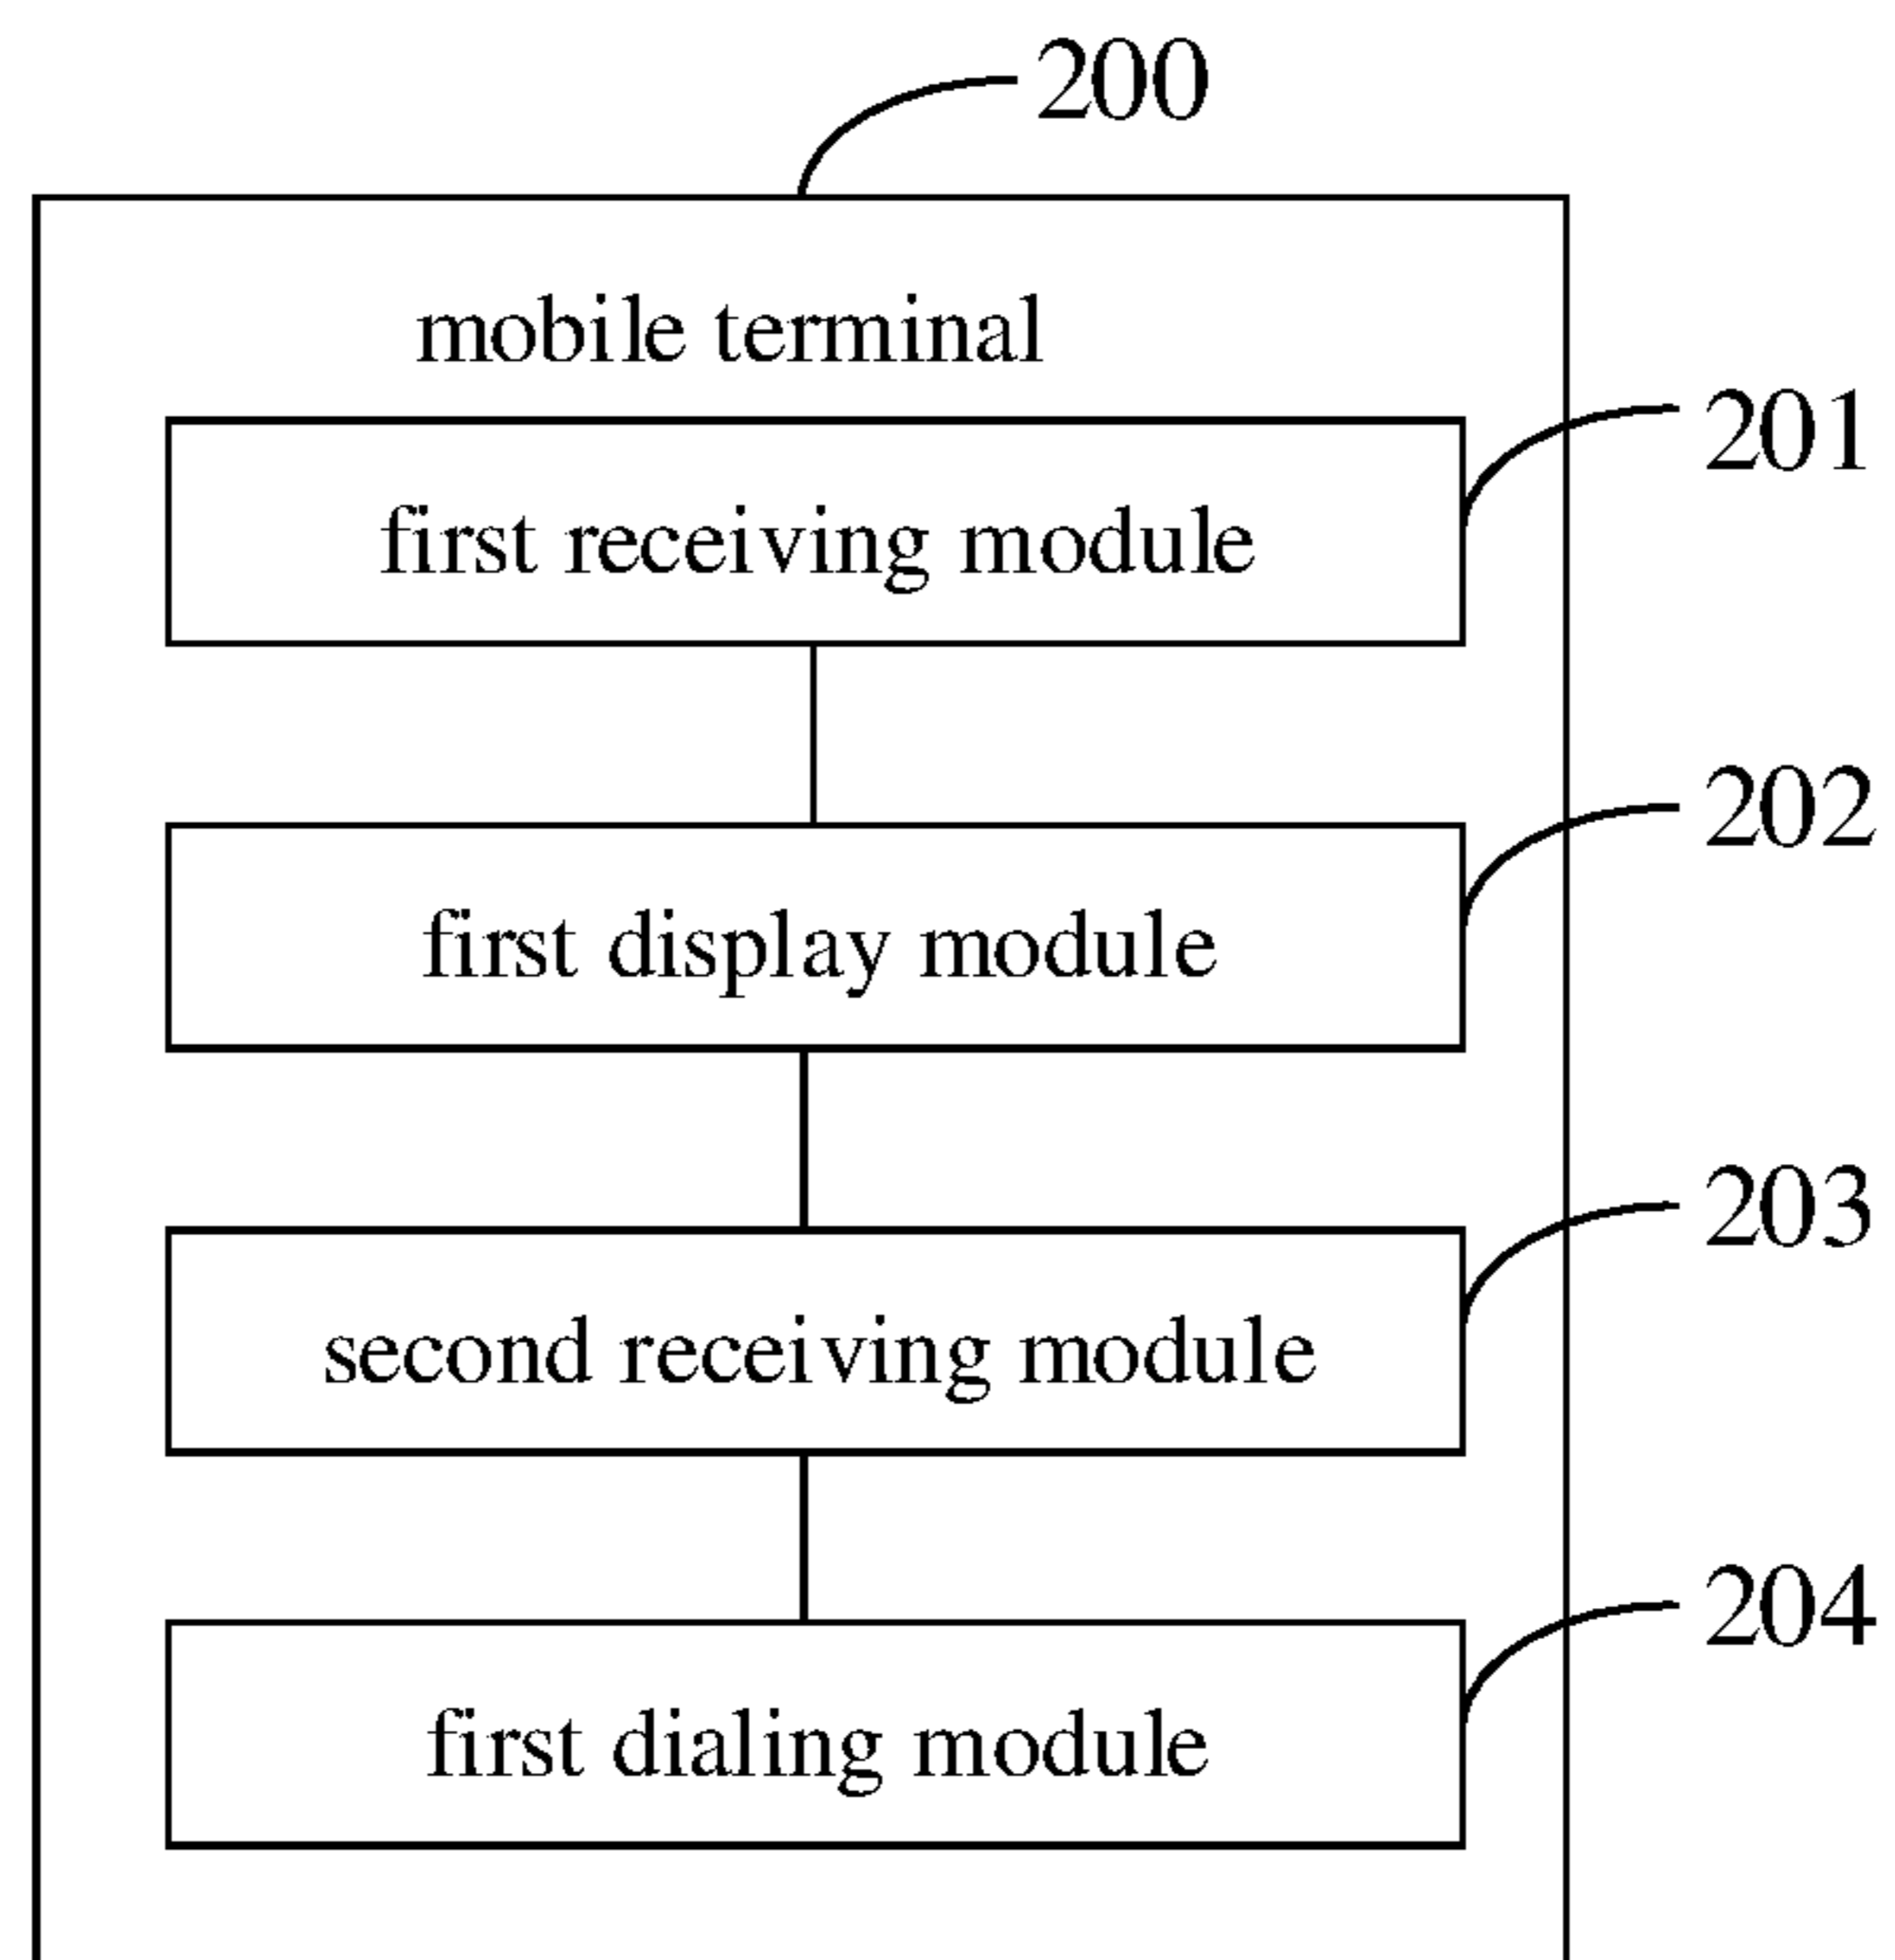 200
mobile terminal
201
first receiving module
202
first display module
203
second receiving module
204
first dialing module